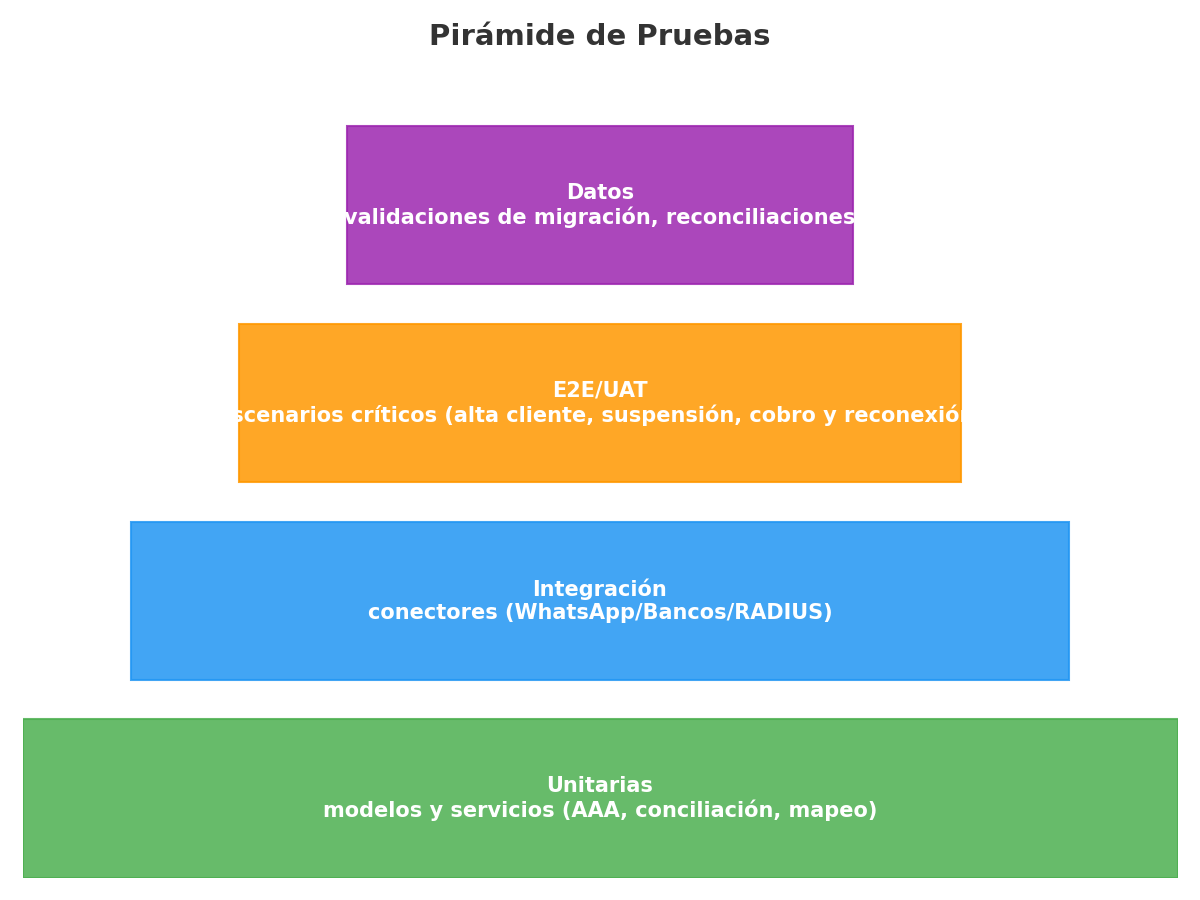 Pirámide de Pruebas
Datos
validaciones de migración, reconciliaciones
E2E/UAT
scenarios críticos (alta cliente, suspensión, cobro y reconexión
Integración
conectores (WhatsApp/Bancos/RADIUS)
Unitarias
modelos y servicios (AAA, conciliación, mapeo)